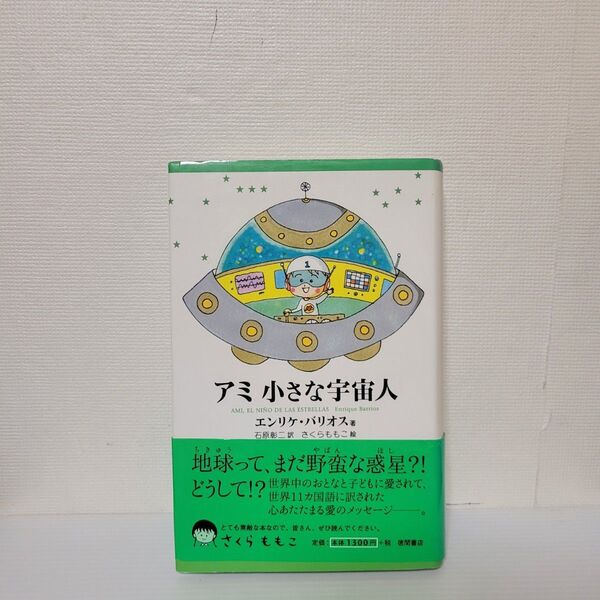 1
アミ 小さな宇宙人
AMI, EL NIÑO DE LAS ESTRELLAS Enrique Barrios
エンリケ・バリオス 著
石原彰二 訳 さくらももこ 絵
地球って、まだ野蛮な惑星?!
どうして!?
世界中のおとなと子どもに愛されて、
世界11カ国語に訳された
心あたたまる愛のメッセージ――。
とても素敵な本なので、皆さん、ぜひ読んでください。
さくらももこ
定価:本体1300円+税 徳間書店